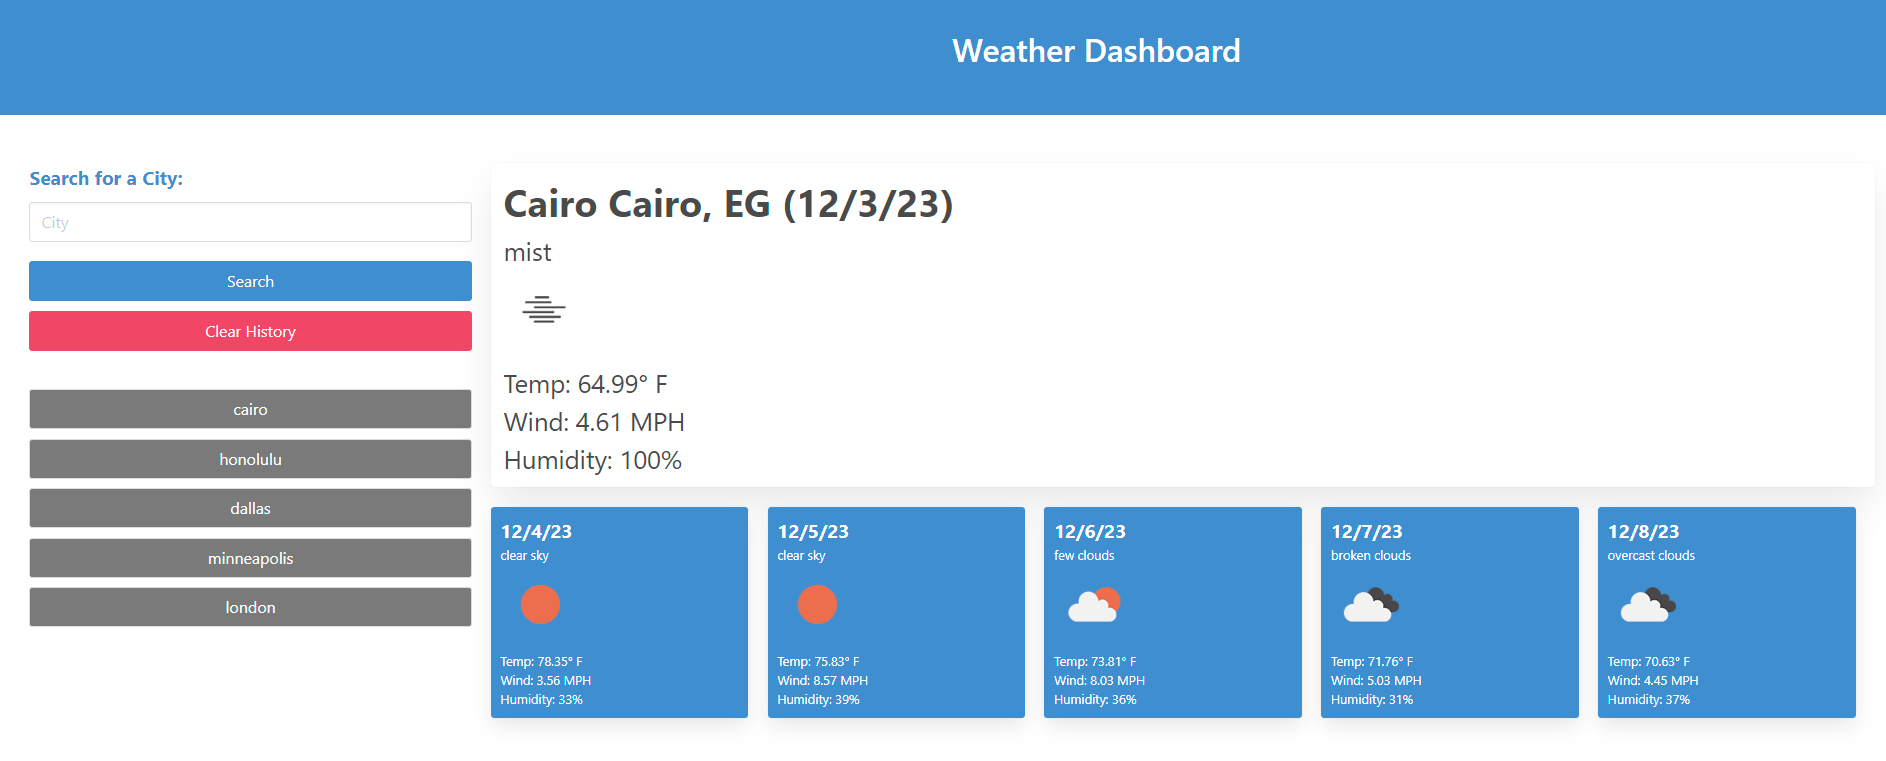 Weather Dashboard
Search for a City:
City
Search
Clear History
cairo
honolulu
dallas
minneapolis
london
Cairo Cairo, EG (12/3/23)
mist
Temp: 64.99° F
Wind: 4.61 MPH
Humidity: 100%
12/4/23
clear sky
Temp: 78.35° F
Wind: 3.56 MPH
Humidity: 33%
12/5/23
clear sky
Temp: 75.83° F
Wind: 8.57 MPH
Humidity: 39%
12/6/23
few clouds
Temp: 73.81° F
Wind: 8.03 MPH
Humidity: 36%
12/7/23
broken clouds
Temp: 71.76° F
Wind: 5.03 MPH
Humidity: 31%
12/8/23
overcast clouds
Temp: 70.63° F
Wind: 4.45 MPH
Humidity: 37%